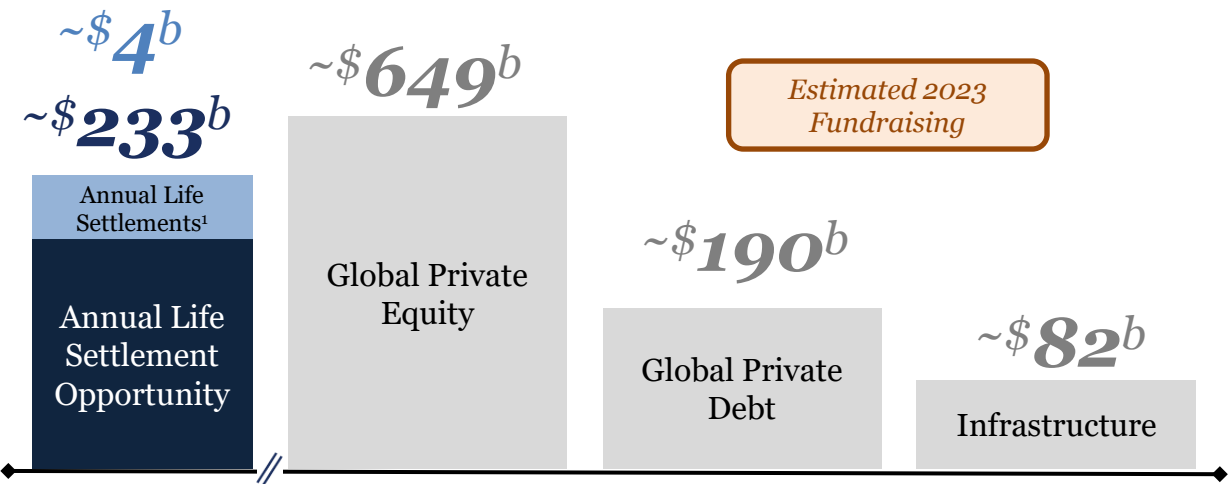 ~$4b
~$233b
Annual Life
Settlements¹
Annual Life
Settlement
Opportunity
~$649b
Global Private
Equity
Estimated 2023
Fundraising
~$190b
Global Private
Debt
~$82b
Infrastructure